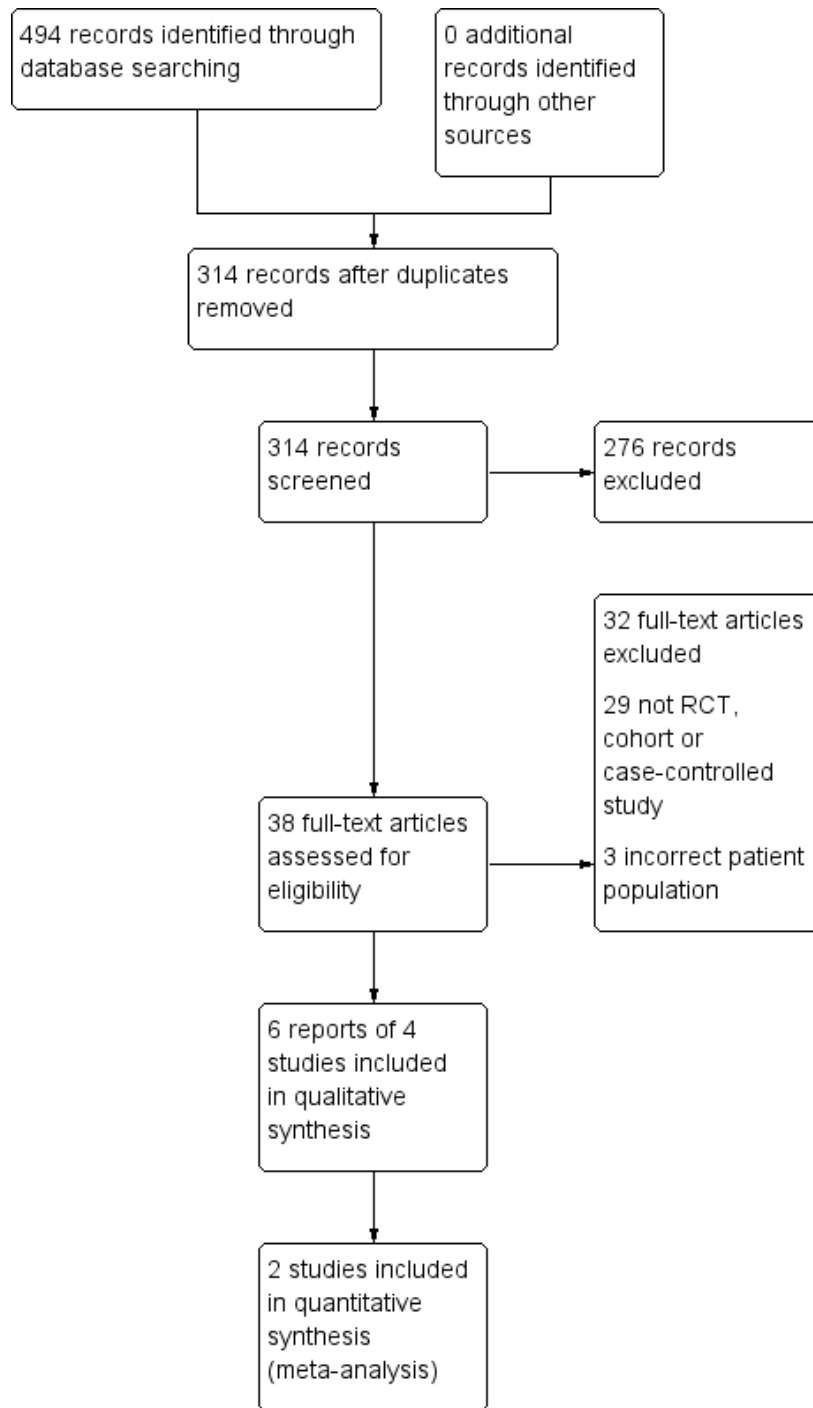 494 records identified through
database searching
0 additional
records identified
through other
sources
314 records after duplicates
removed
314 records
screened
276 records
excluded
32 full-text articles
excluded
29 not RCT,
cohort or
case-controlled
study
3 incorrect patient
population
38 full-text articles
assessed for
eligibility
6 reports of 4
studies included
in qualitative
synthesis
2 studies included
in quantitative
synthesis
(meta-analysis)